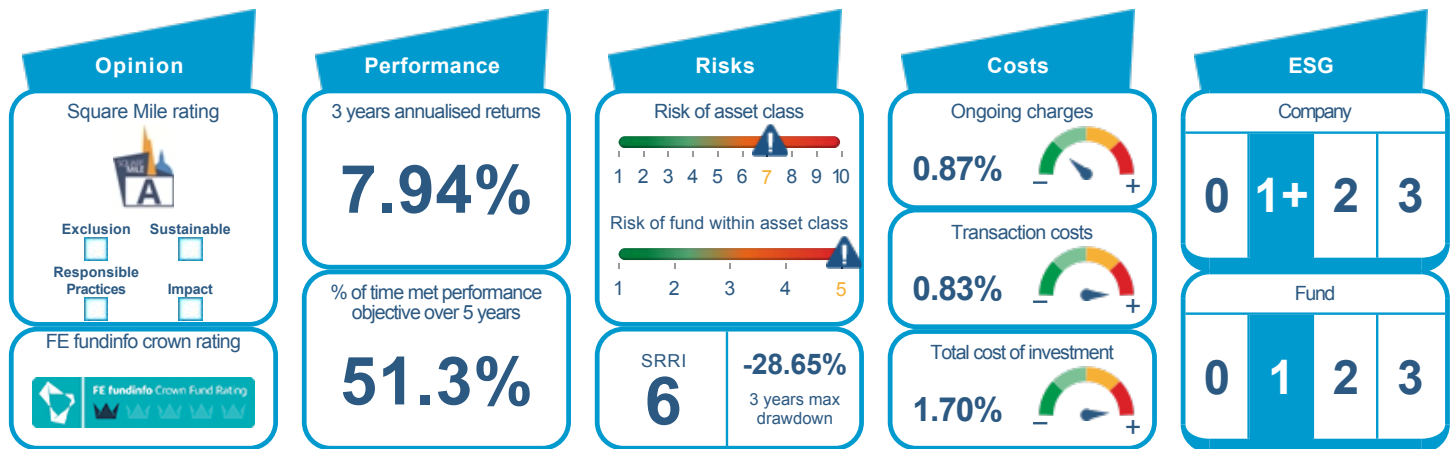 Opinion
Square Mile rating
SQUARE
MILE
A
Exclusion
Sustainable
Responsible
Practices
Impact
FE fundinfo crown rating
FE fundinfo Crown Fund Rating
Performance
3 years annualised returns
7.94%
% of time met performance
objective over 5 years
51.3%
Risks
Risk of asset class
1 2 3 4 5 6 7 8 9 10
Risk of fund within asset class
1 2 3 4 5
SRRI
6
-28.65%
3 years max
drawdown
Costs
Ongoing charges
0.87%
– +
Transaction costs
0.83%
– +
Total cost of investment
1.70%
– +
ESG
Company
0 1+ 2 3
Fund
0 1 2 3